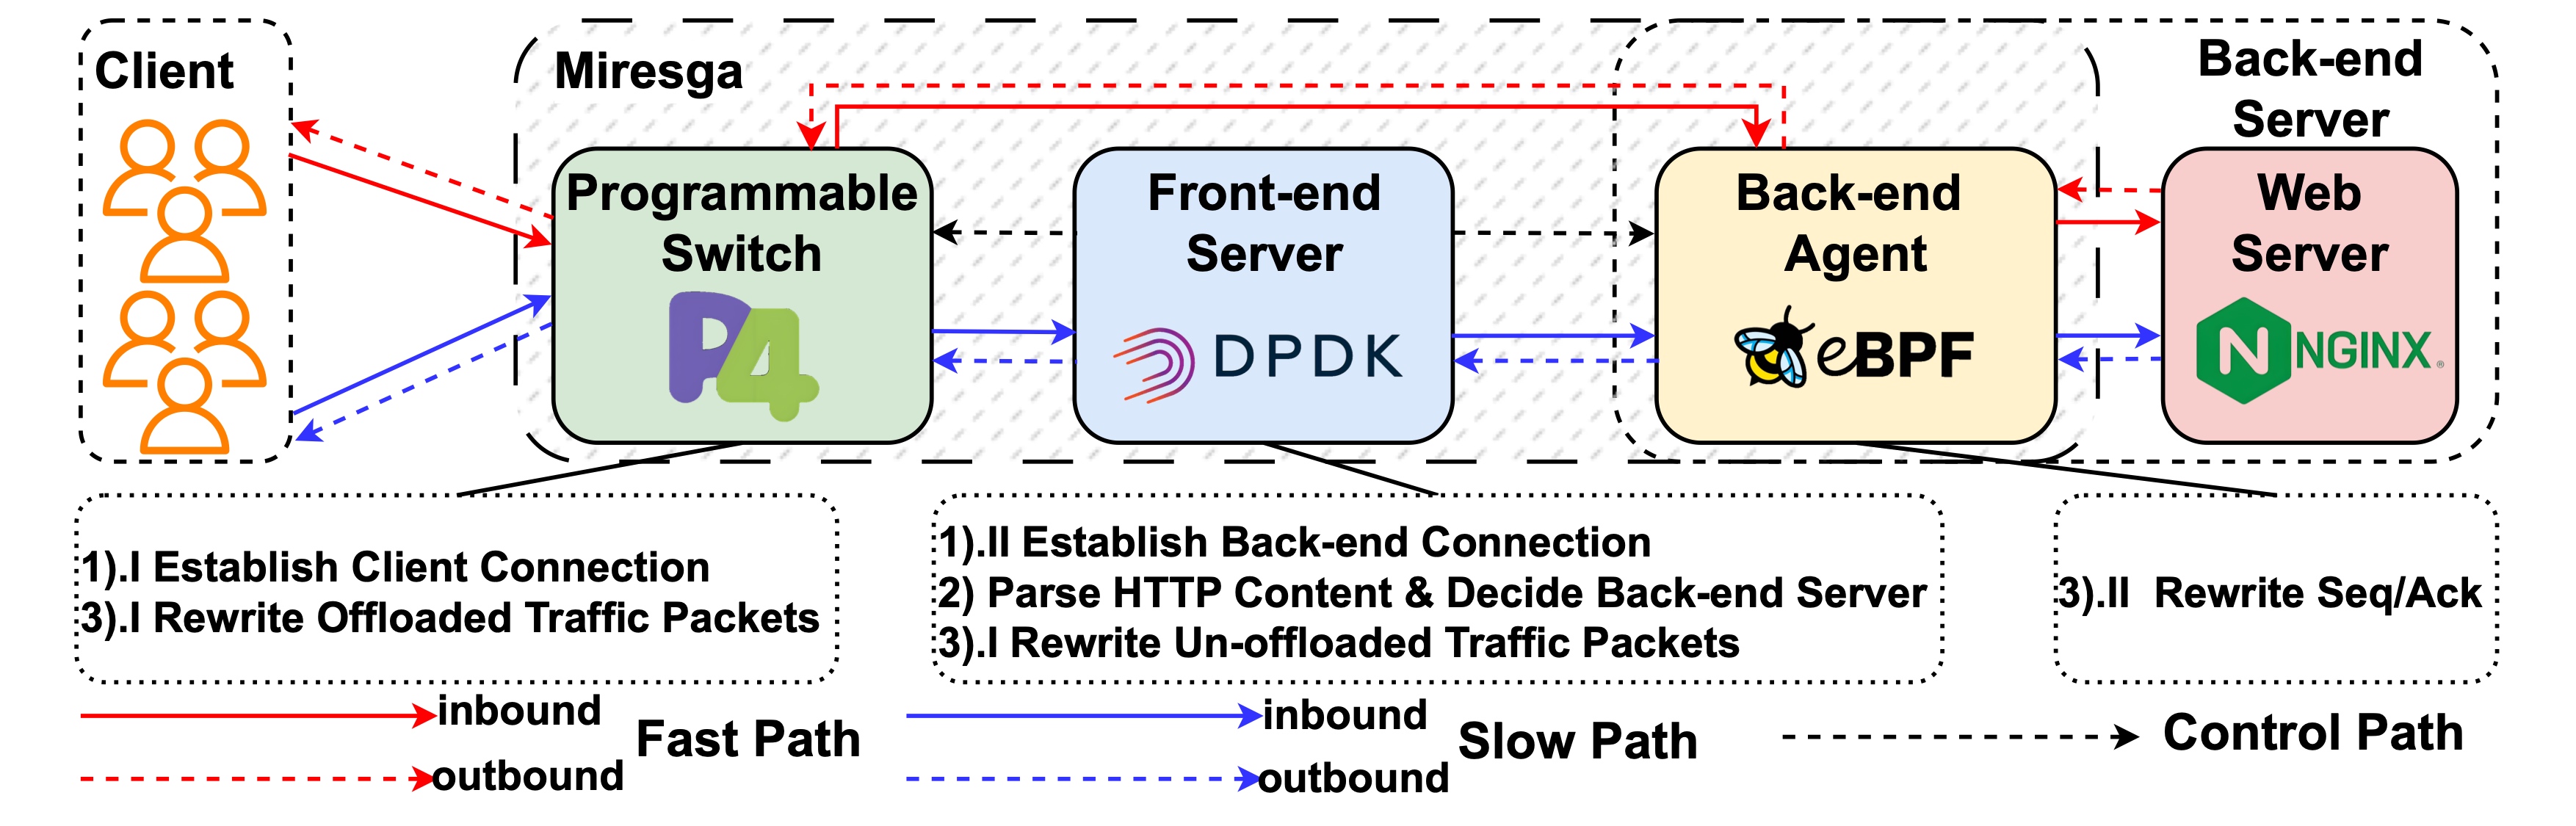 Client
Miresga
Back-end
Server
Programmable
Switch
P4
Front-end
Server
DPDK
Back-end
Agent
eBPF
Web
Server
N NGINX®
1).I Establish Client Connection
3).I Rewrite Offloaded Traffic Packets
1).II Establish Back-end Connection
2) Parse HTTP Content & Decide Back-end Server
3).I Rewrite Un-offloaded Traffic Packets
3).II Rewrite Seq/Ack
inbound
outbound
Fast Path
inbound
outbound
Slow Path
Control Path